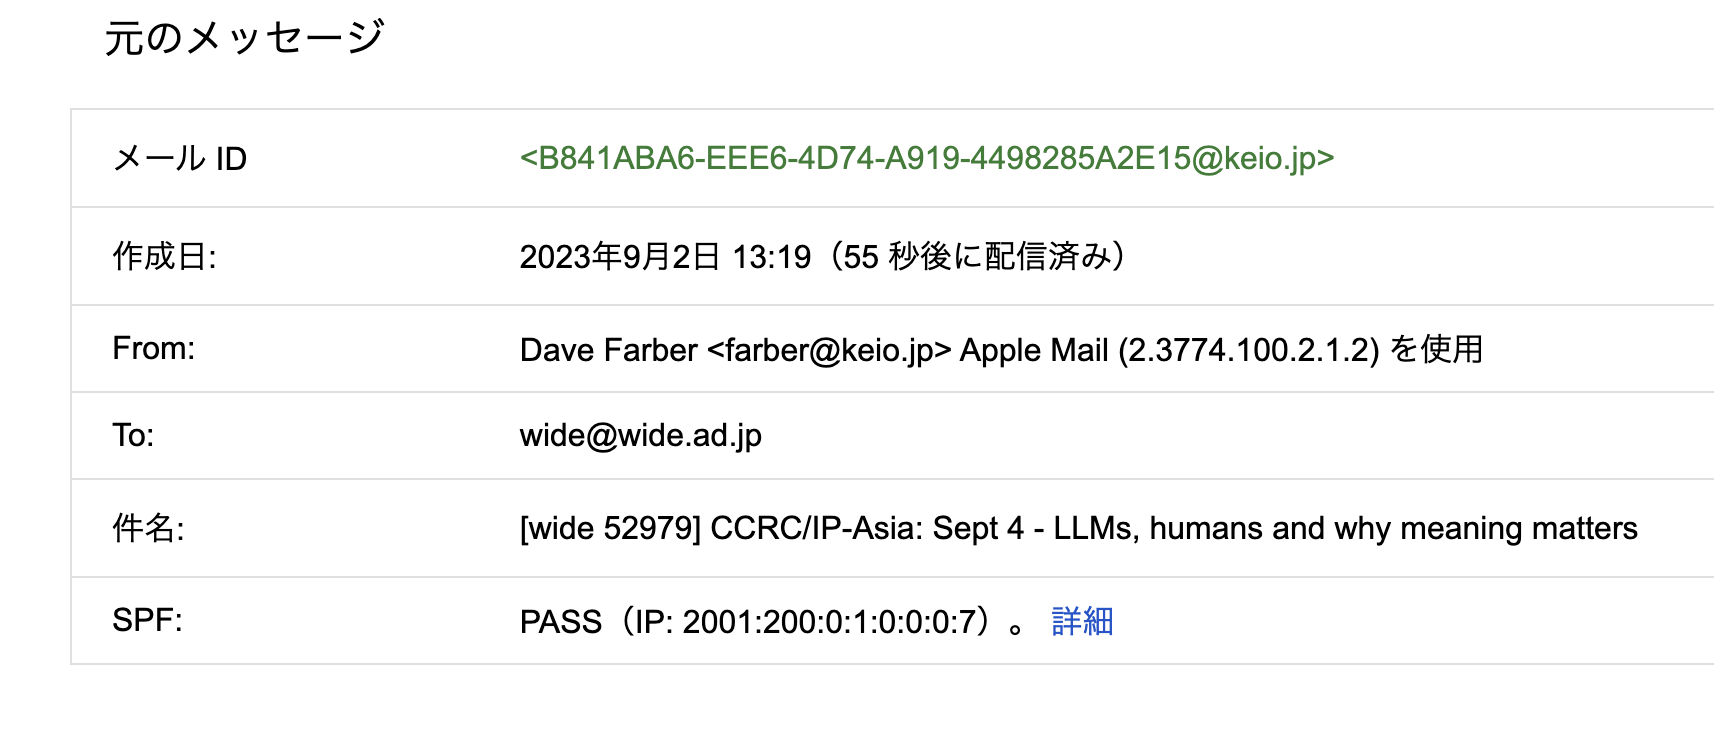 元のメッセージ
メール ID <B841ABA6-EEE6-4D74-A919-4498285A2E15@keio.jp>
作成日: 2023年9月2日 13:19（55 秒後に配信済み）
From: Dave Farber <farber@keio.jp> Apple Mail (2.3774.100.2.1.2) を使用
To: wide@wide.ad.jp
件名: [wide 52979] CCRC/IP-Asia: Sept 4 - LLMs, humans and why meaning matters
SPF: PASS（IP: 2001:200:0:1:0:0:0:7）。 詳細